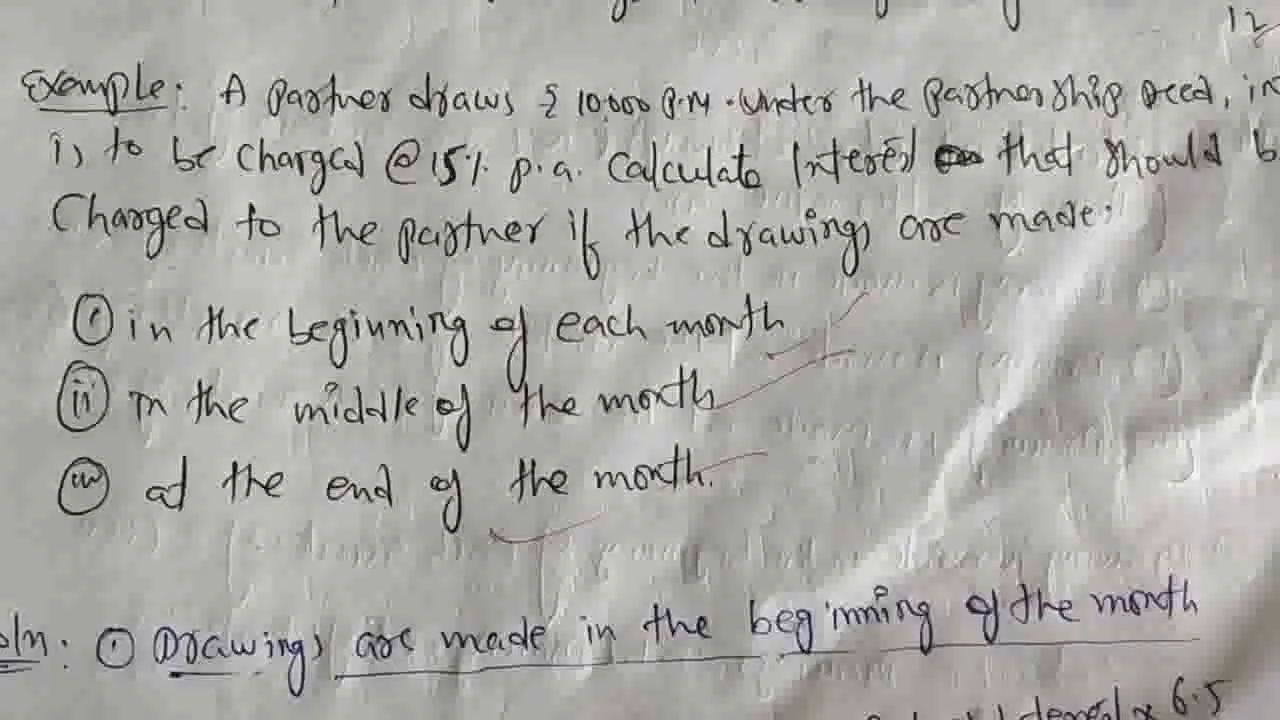 12
Example: A partner draws ₹ 10,000 P.M. Under the partnership Deed, in
is to be charged @ 15% p.a. Calculate Interest that should b
Charged to the partner if the drawings are made:
(i) in the beginning of each month
(ii) in the middle of the month
(iii) at the end of the month.
oln: (i) Drawings are made in the beginning of the month
6.5